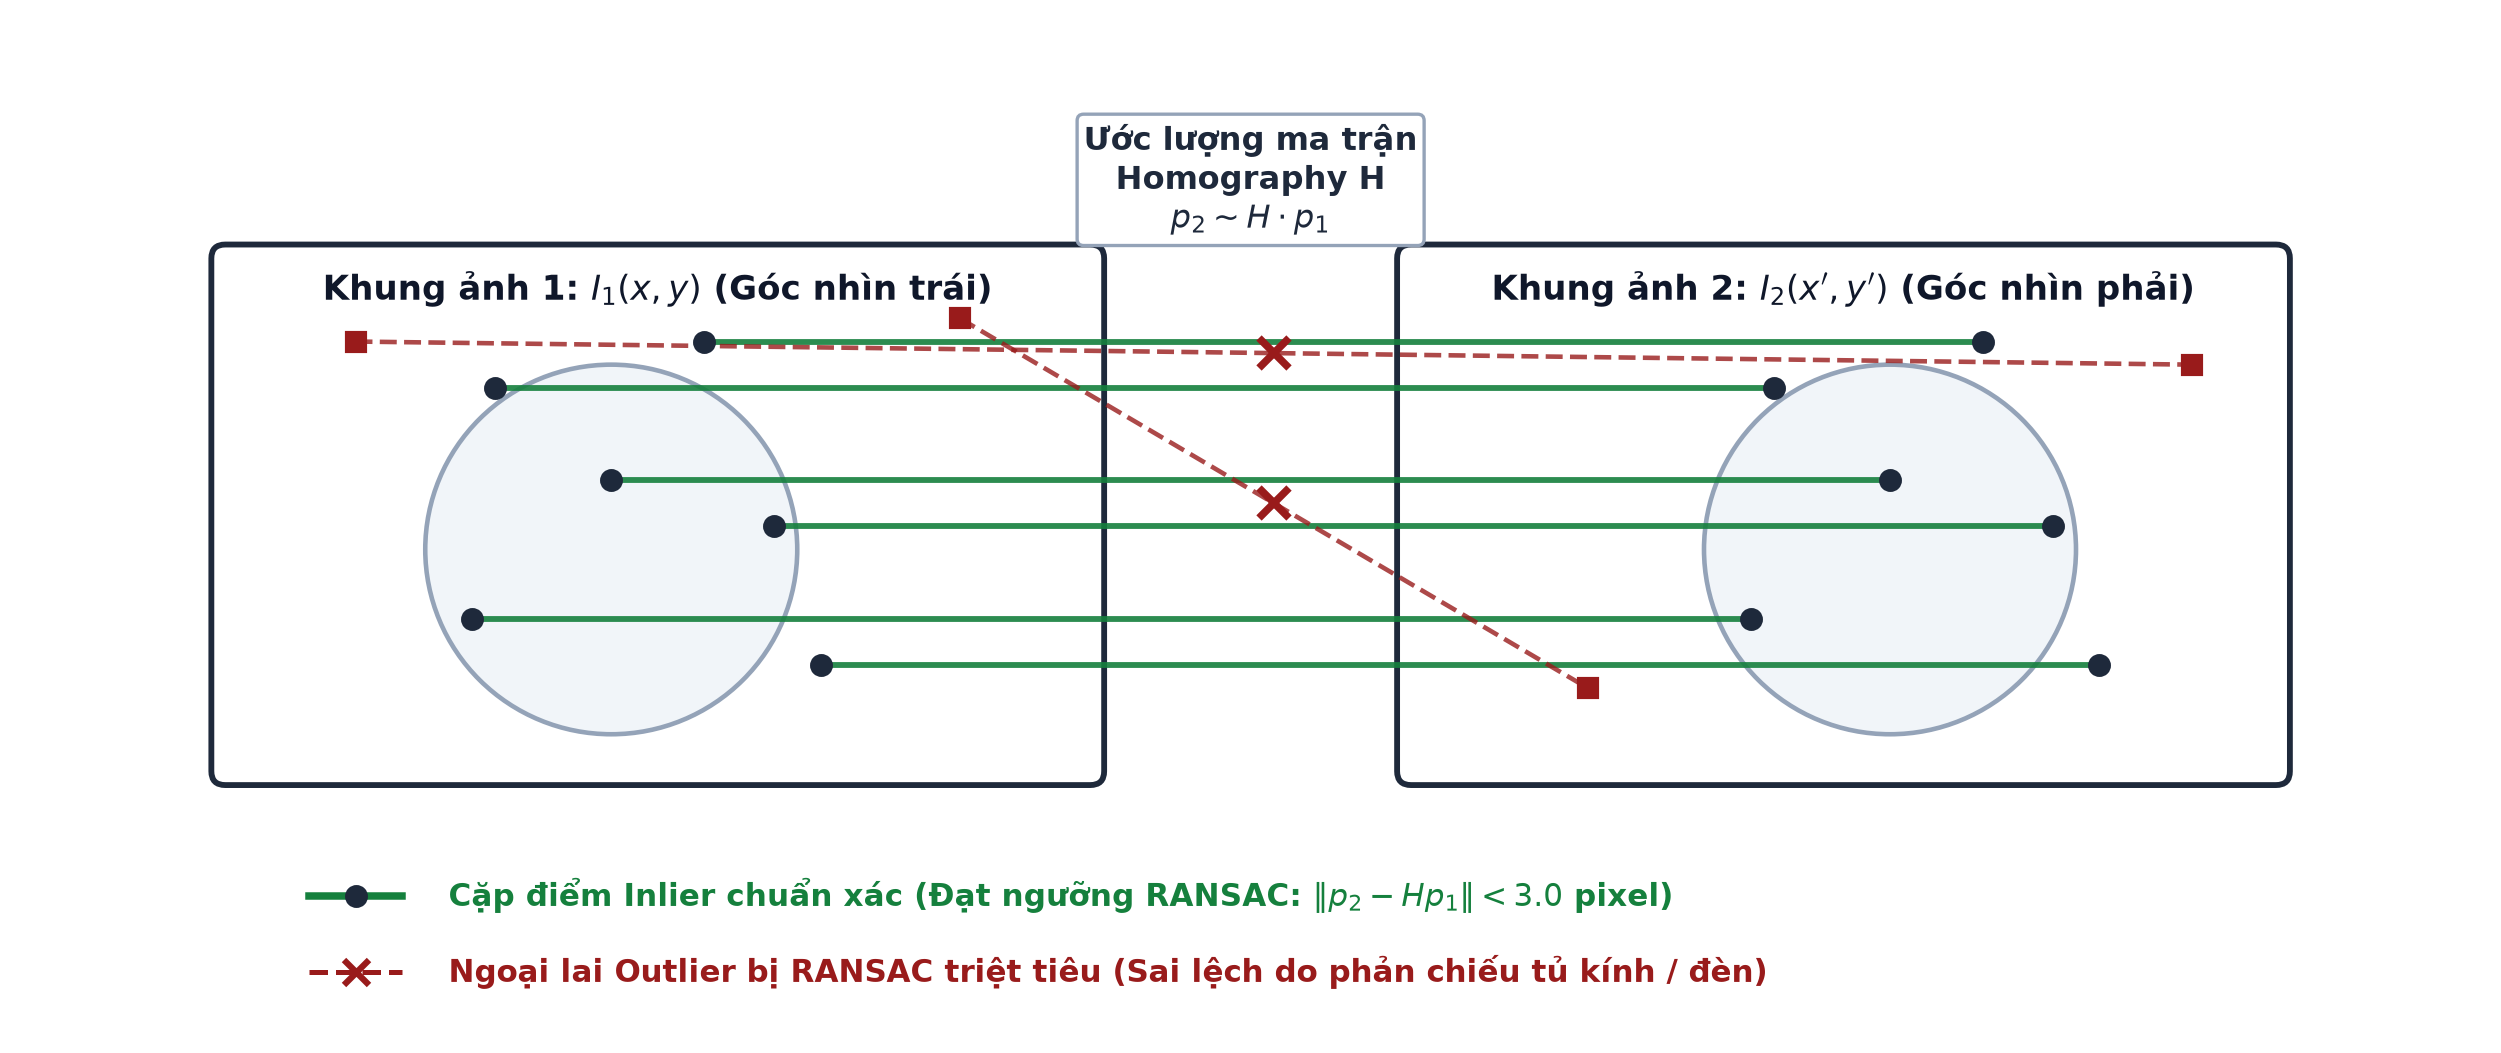 Ước lượng ma trận
Homography H
p₂ ~ H · p₁
Khung ảnh 1: I₁(x, y) (Góc nhìn trái)
Khung ảnh 2: I₂(x′, y′) (Góc nhìn phải)
Cặp điểm Inlier chuẩn xác (Đạt ngưỡng RANSAC: ‖p₂ − Hp₁‖ < 3.0 pixel)
Ngoại lai Outlier bị RANSAC triệt tiêu (Sai lệch do phản chiếu tủ kính / đèn)